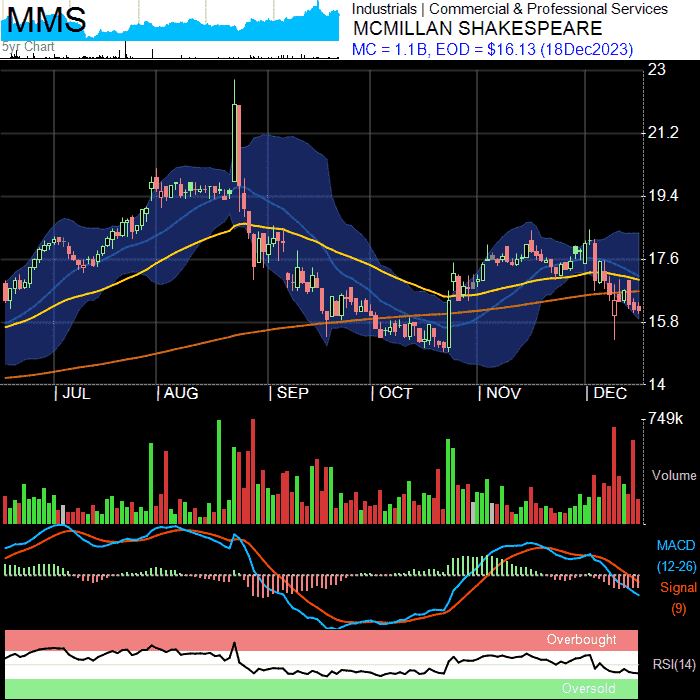 MMS
5yr Chart
Industrials | Commercial & Professional Services
MCMILLAN SHAKESPEARE
MC = 1.1B, EOD = $16.13 (18Dec2023)
23
21.2
19.4
17.6
15.8
14
JUL
AUG
SEP
OCT
NOV
DEC
749k
Volume
MACD
(12-26)
Signal
(9)
Overbought
RSI(14)
Oversold